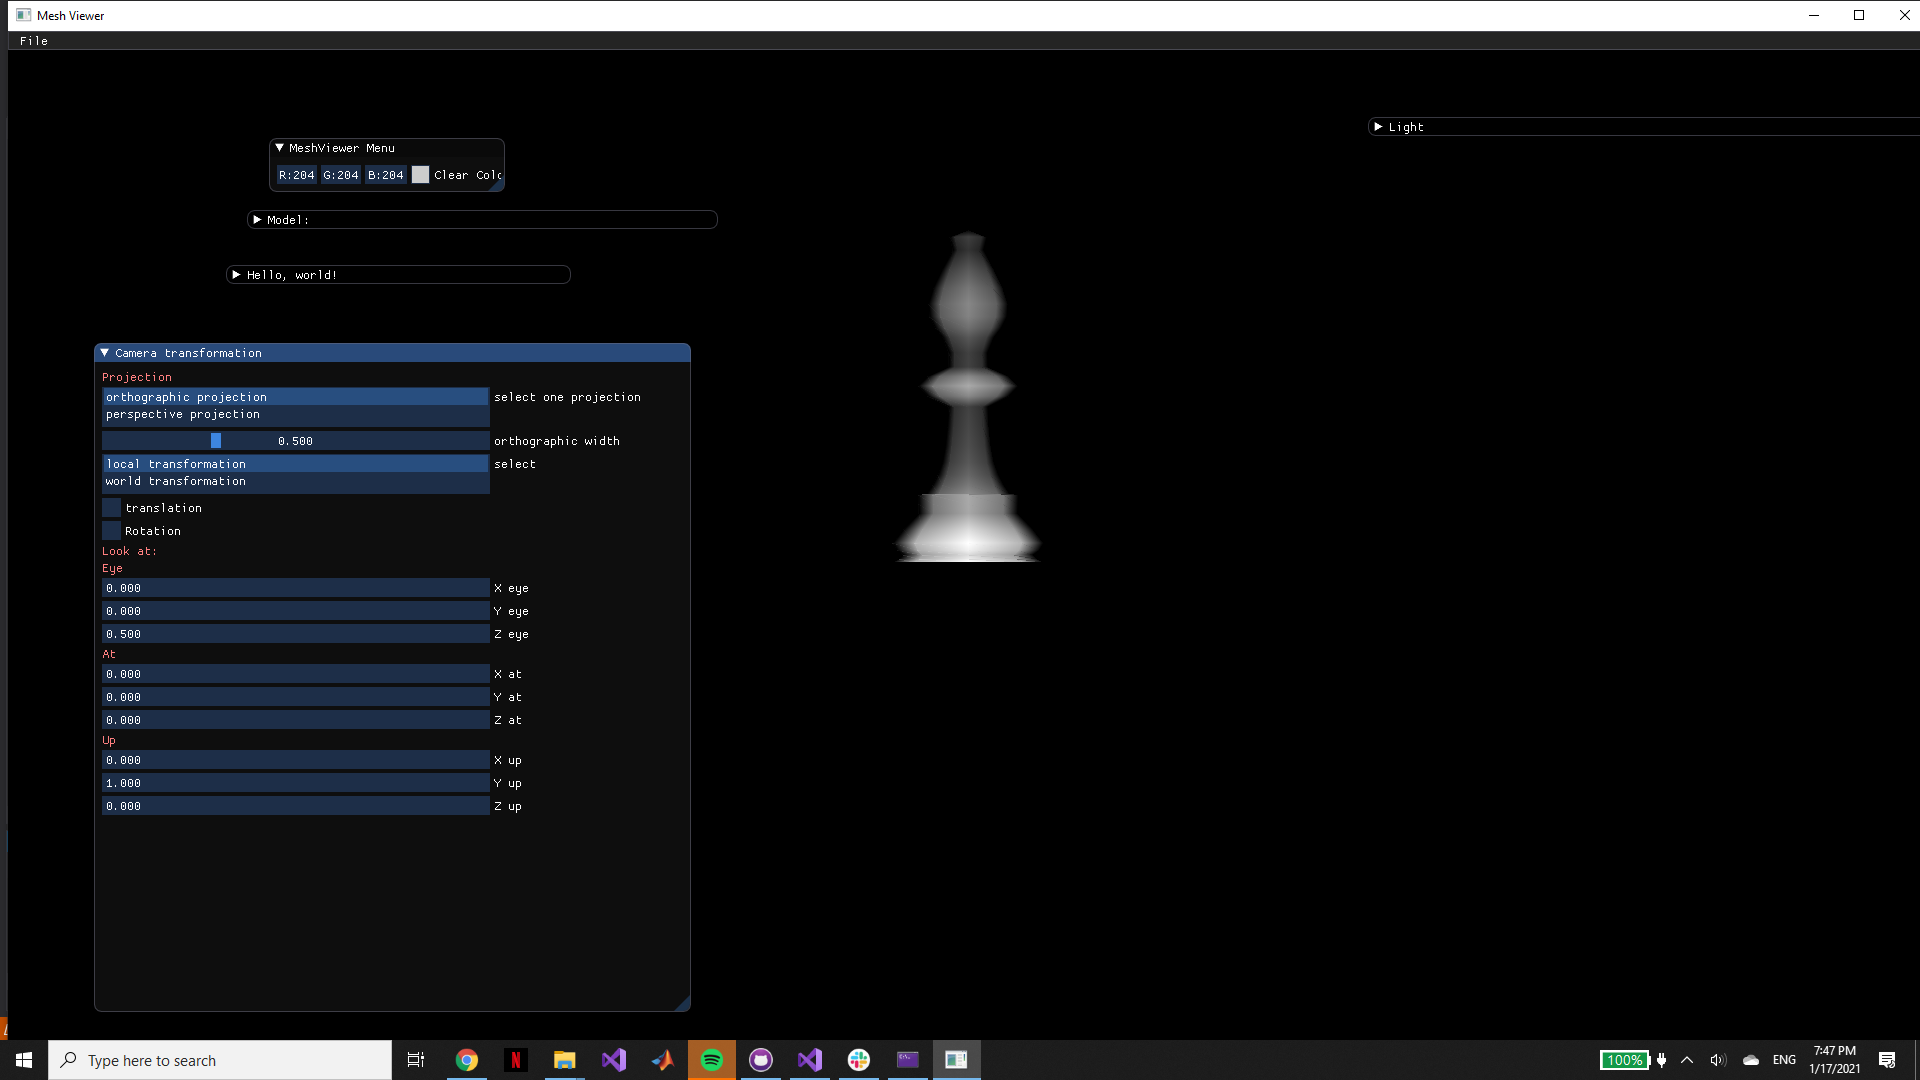 Mesh Viewer
File
Light
MeshViewer Menu
R:204 G:204 B:204 Clear Colo
Model:
Hello, world!
Camera transformation
Projection
orthographic projection select one projection
perspective projection
0.500 orthographic width
local transformation select
world transformation
translation
Rotation
Look at:
Eye
0.000 X eye
0.000 Y eye
0.500 Z eye
At
0.000 X at
0.000 Y at
0.000 Z at
Up
0.000 X up
1.000 Y up
0.000 Z up
Type here to search
100%
ENG
7:47 PM
1/17/2021